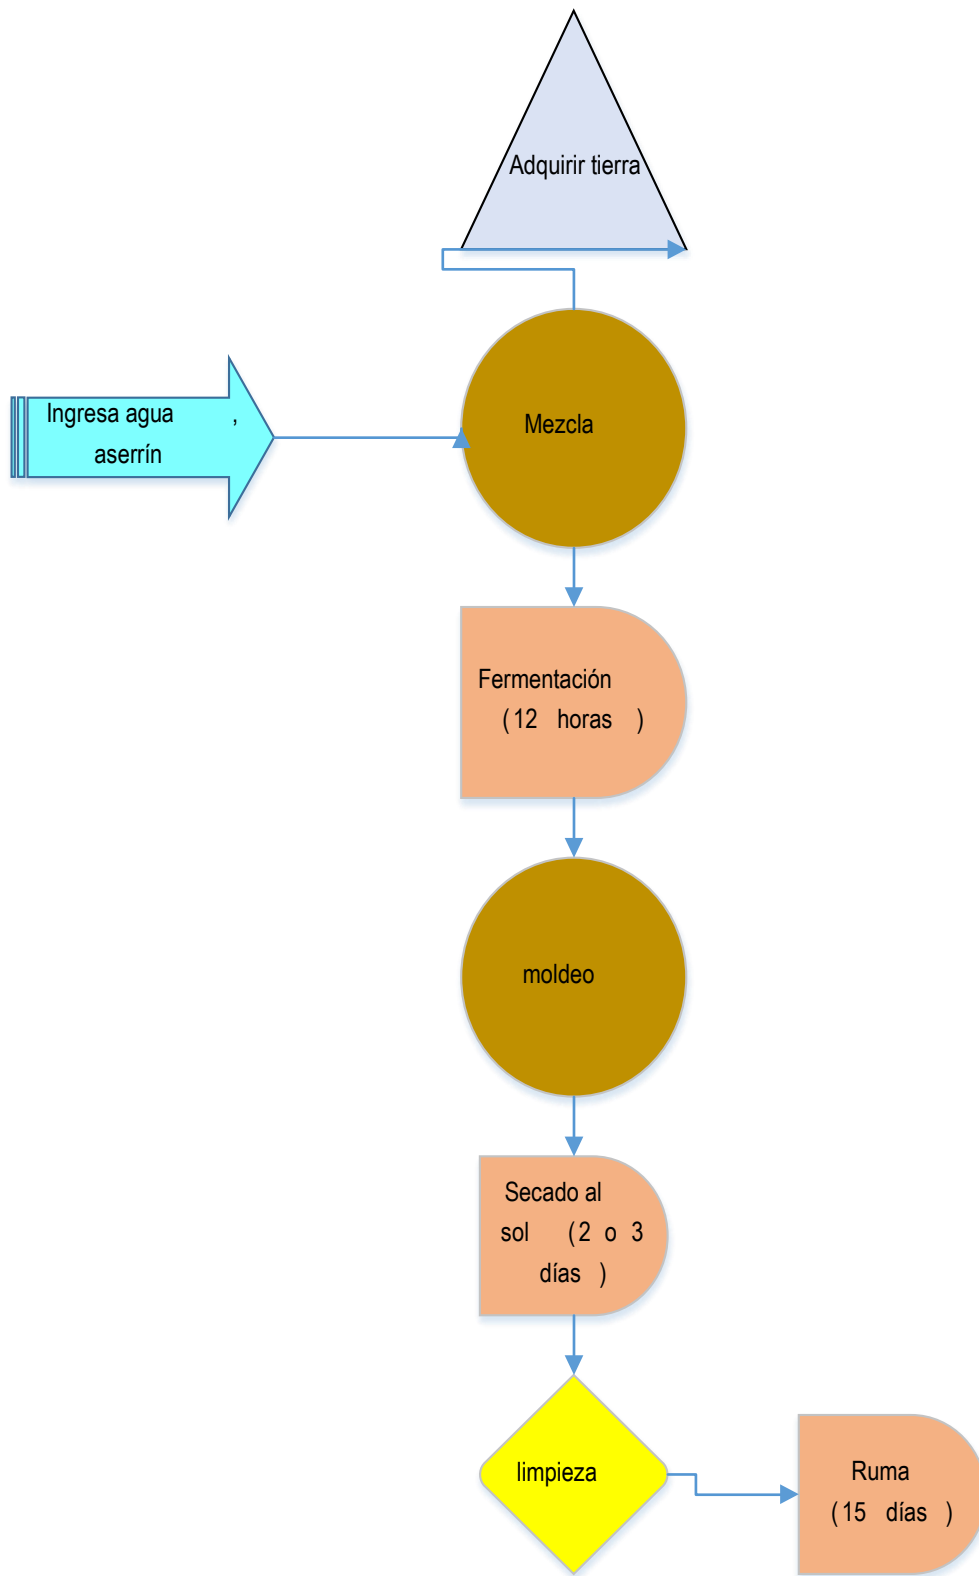 Adquirir tierra
Ingresa agua ,
aserrín
Mezcla
Fermentación
(12 horas )
moldeo
Secado al
sol (2 o 3
días )
limpieza
Ruma
(15 días )